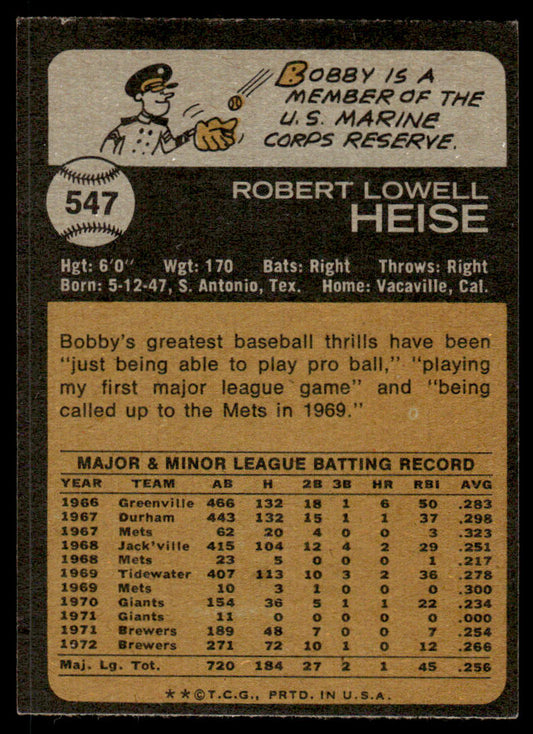 BOBBY IS A
MEMBER OF THE
U.S. MARINE
CORPS RESERVE.
547
ROBERT LOWELL
HEISE
Hgt: 6'0" Wgt: 170 Bats: Right Throws: Right
Born: 5-12-47, S. Antonio, Tex. Home: Vacaville, Cal.
Bobby's greatest baseball thrills have been
"just being able to play pro ball," "playing
my first major league game" and "being
called up to the Mets in 1969."
MAJOR & MINOR LEAGUE BATTING RECORD
YEAR TEAM AB H 2B 3B HR RBI AVG
1966 Greenville 466 132 18 1 6 50 .283
1967 Durham 443 132 15 1 1 37 .298
1967 Mets 62 20 4 0 0 3 .323
1968 Jack'ville 415 104 12 4 2 29 .251
1968 Mets 23 5 0 0 0 1 .217
1969 Tidewater 407 113 10 3 2 36 .278
1969 Mets 10 3 1 0 0 0 .300
1970 Giants 154 36 5 1 1 22 .234
1971 Giants 11 0 0 0 0 0 .000
1971 Brewers 189 48 7 0 0 7 .254
1972 Brewers 271 72 10 1 0 12 .266
Maj. Lg. Tot. 720 184 27 2 1 45 .256
**©T.C.G., PRTD. IN U.S.A.